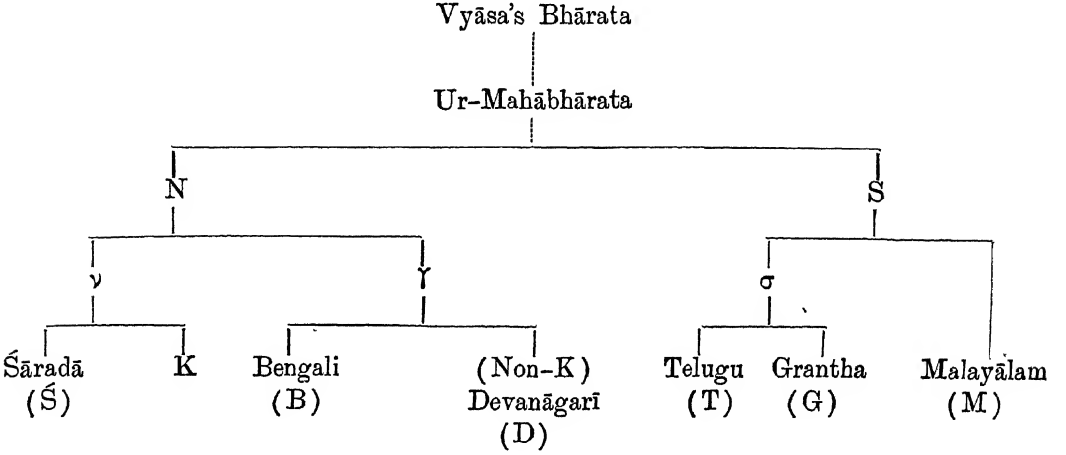 Vyāsa's Bhārata
Ur-Mahābhārata
N S
ν γ σ
Śāradā K Bengali (Non-K) Telugu Grantha Malayālam
(Ś) (B) Devanāgarī (T) (G) (M)
(D)